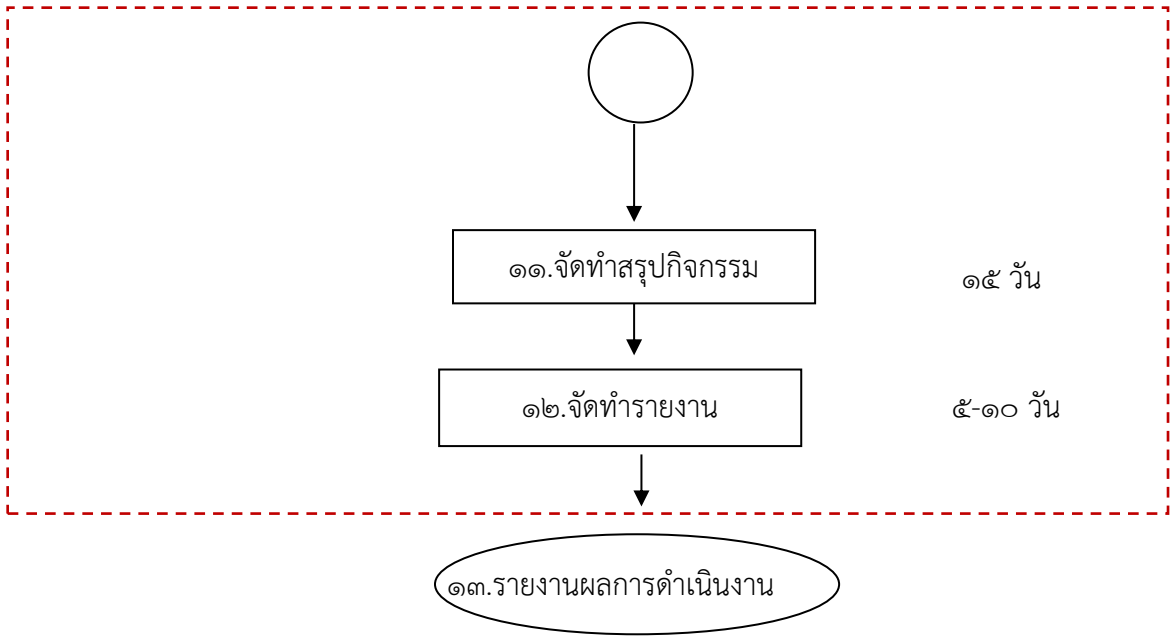 ๑๑.จัดทำสรุปกิจกรรม
๑๕ วัน
๑๒.จัดทำรายงาน
๕-๑๐ วัน
๑๓.รายงานผลการดำเนินงาน